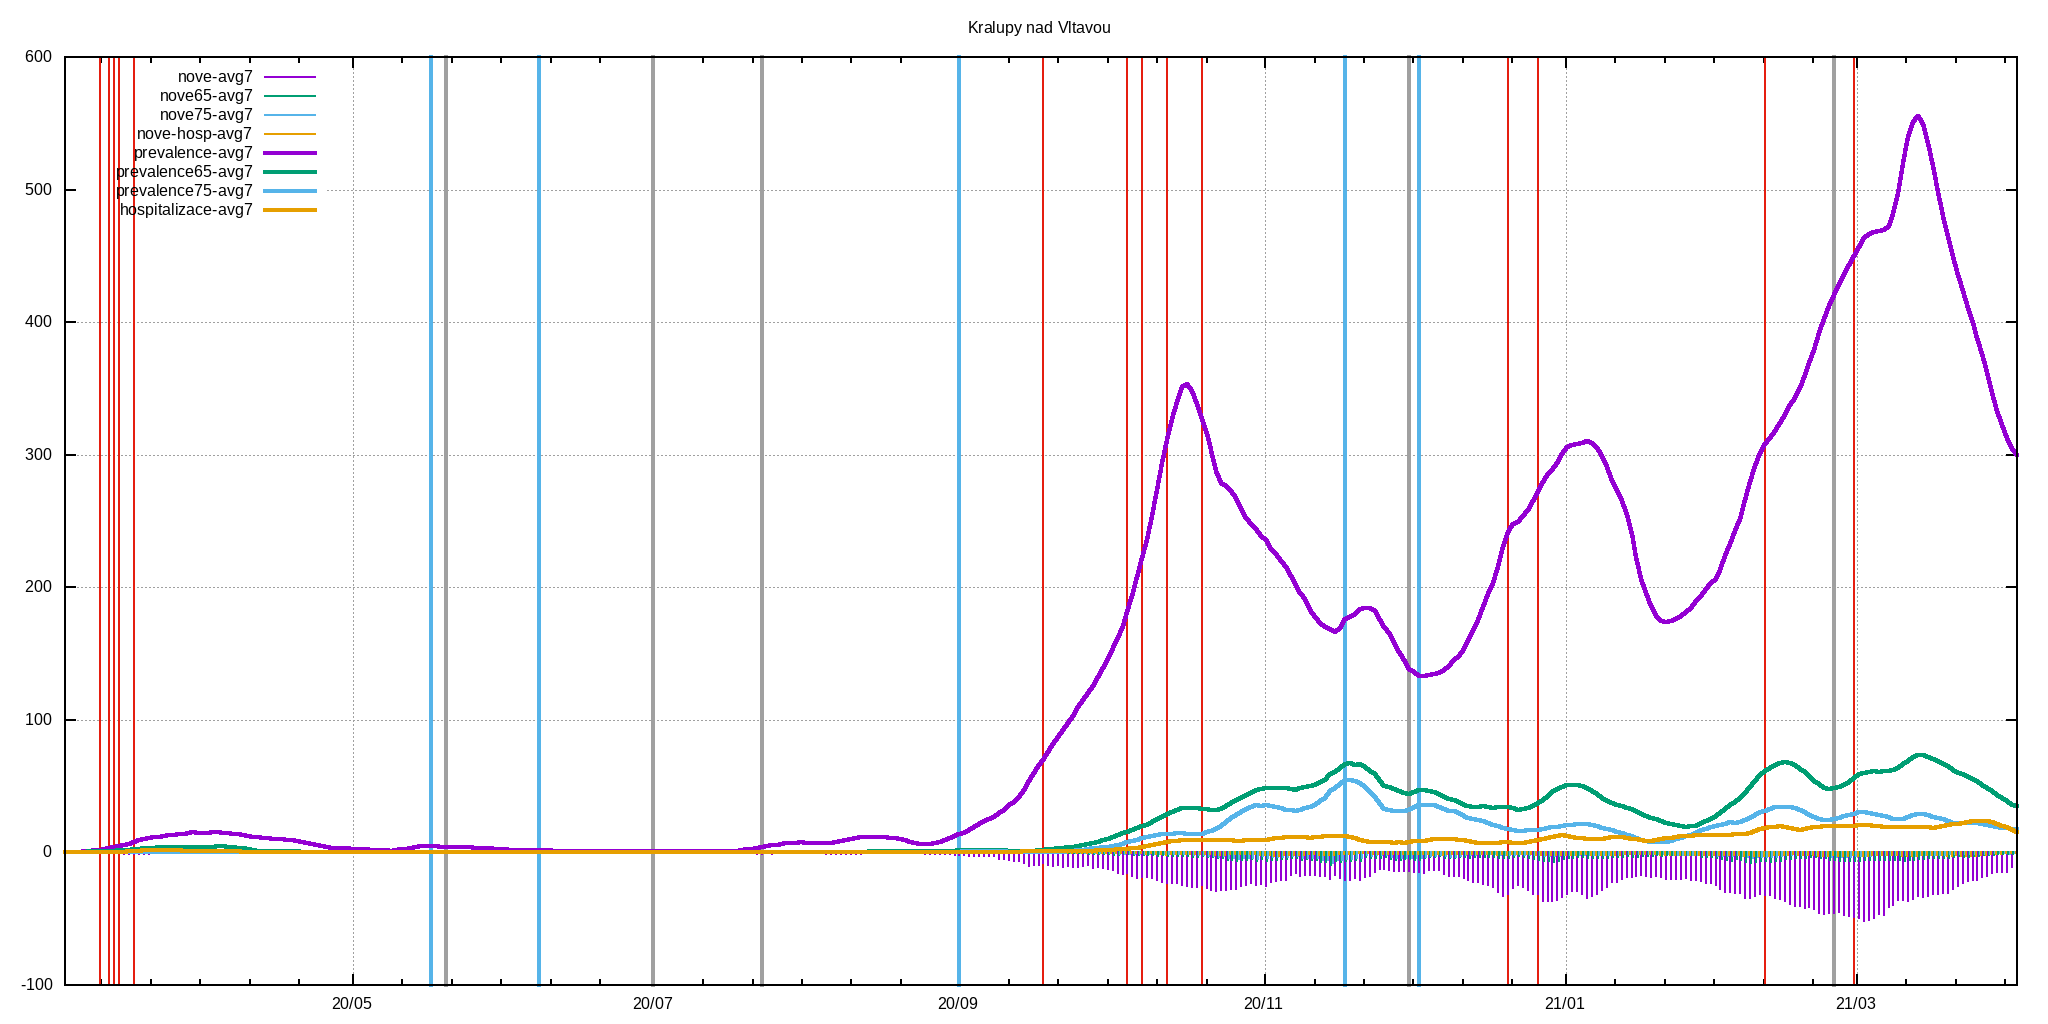 Kralupy nad Vltavou
600
500
400
300
200
100
0
-100
nove-avg7
nove65-avg7
nove75-avg7
nove-hosp-avg7
prevalence-avg7
prevalence65-avg7
prevalence75-avg7
hospitalizace-avg7
20/05
20/07
20/09
20/11
21/01
21/03